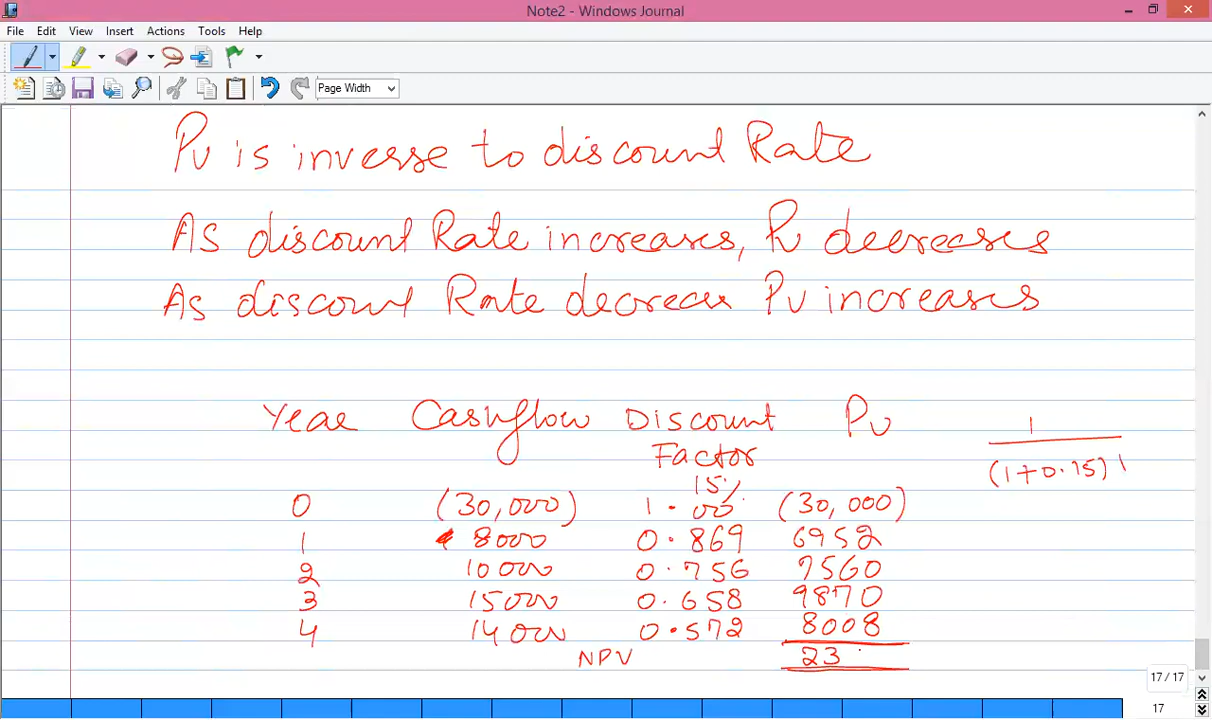 Note2 - Windows Journal
File Edit View Insert Actions Tools Help
Page Width
Pv is inverse to discount Rate
As discount Rate increases, Pv decreases
As discount Rate decreases Pv increases
Year Cashflow Discount Factor 15% Pv
1
(1+0.15) 1
0 (30,000) 1.00 (30,000)
1 8000 0.869 6952
2 10000 0.756 7560
3 15000 0.658 9870
4 14000 0.572 8008
NPV 23
17 / 17
17